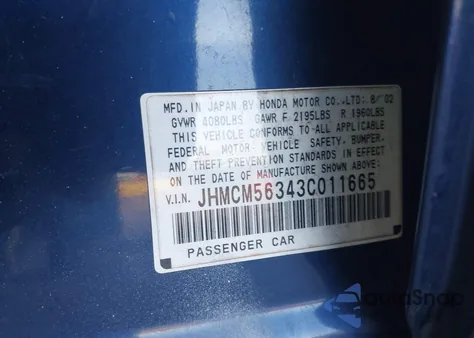 MFD. IN JAPAN BY HONDA MOTOR CO., LTD: 8/ 02
GVWR 4080LBS GAWR F 2195LBS R 1960LBS
THIS VEHICLE CONFORMS TO ALL APPLICABLE
FEDERAL MOTOR VEHICLE SAFETY, BUMPER,
AND THEFT PREVENTION STANDARDS IN EFFECT
ON THE DATE OF MANUFACTURE SHOWN ABOVE.
V.I.N. JHMCM56343C011665
PASSENGER CAR
AutoSnap